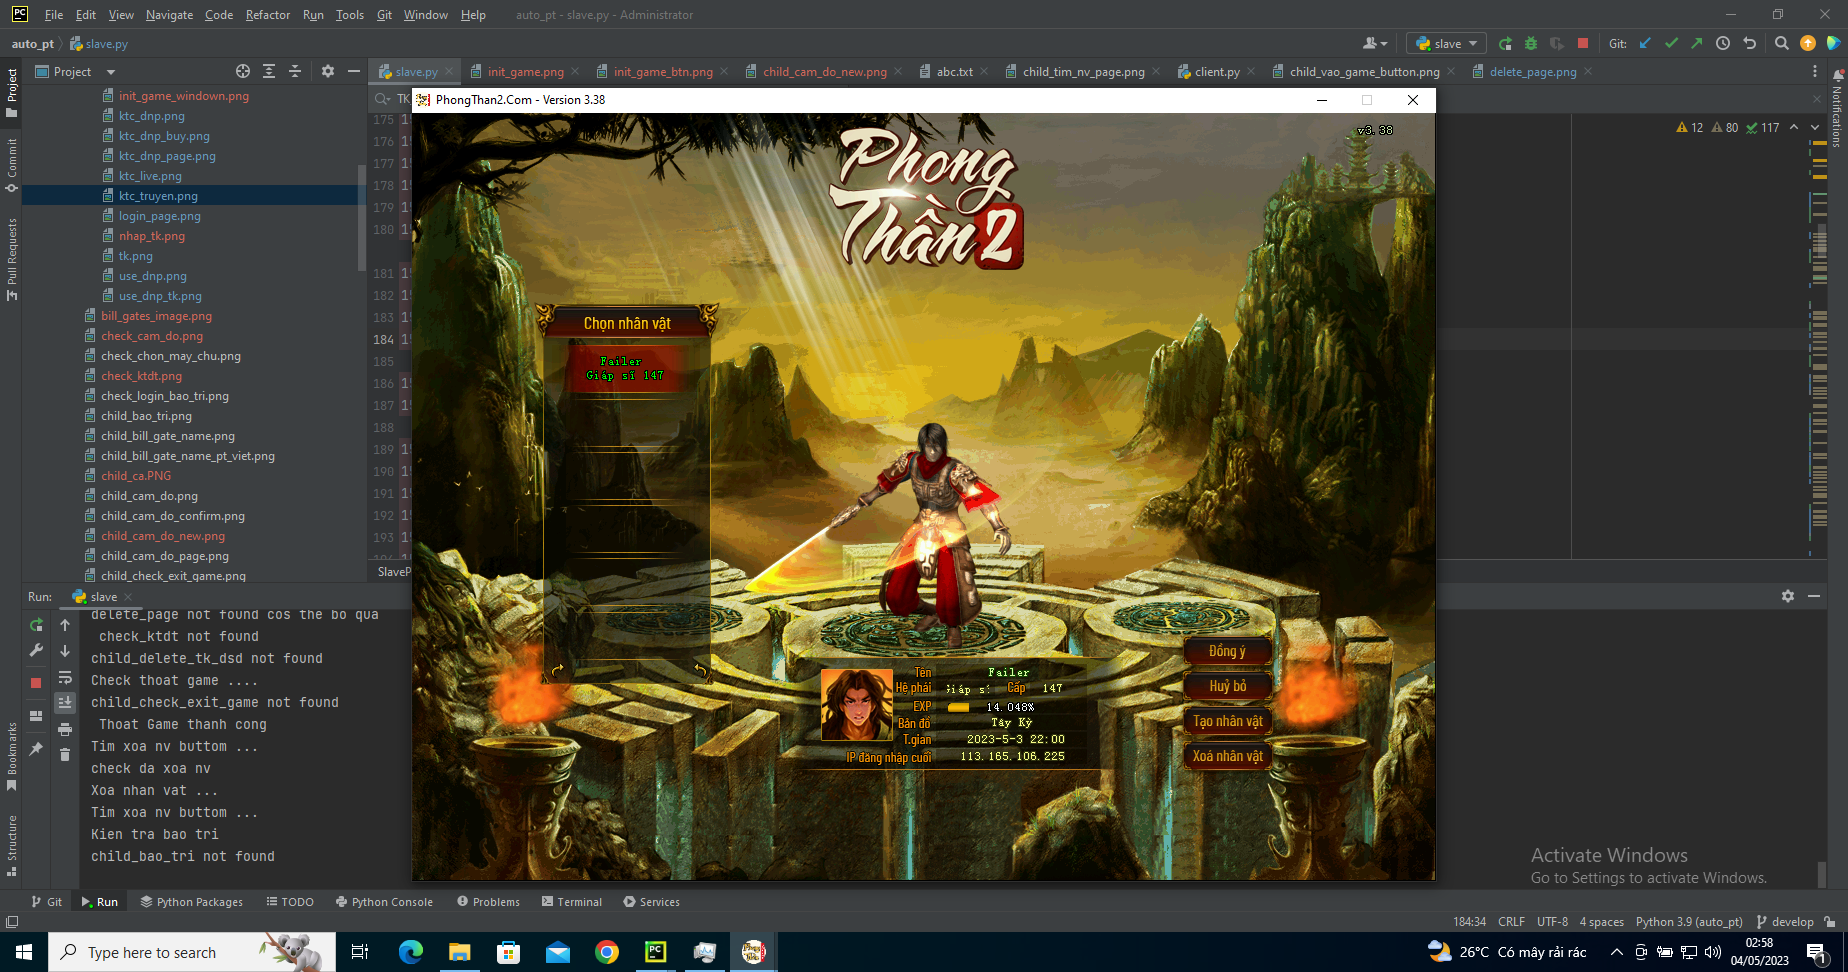 File Edit View Navigate Code Refactor Run Tools Git Window Help auto_pt - slave.py - Administrator
auto_pt slave.py slave Git:
Project
slave.py init_game.png init_game_btn.png child_cam_do_new.png abc.txt child_tim_nv_page.png client.py child_vao_game_button.png delete_page.png
init_game_windown.png
ktc_dnp.png
ktc_dnp_buy.png
ktc_dnp_page.png
ktc_live.png
ktc_truyen.png
login_page.png
nhap_tk.png
tk.png
use_dnp.png
use_dnp_tk.png
bill_gates_image.png
check_cam_do.png
check_chon_may_chu.png
check_ktdt.png
check_login_bao_tri.png
child_bao_tri.png
child_bill_gate_name.png
child_bill_gate_name_pt_viet.png
child_ca.PNG
child_cam_do.png
child_cam_do_confirm.png
child_cam_do_new.png
child_cam_do_page.png
child_check_exit_game.png
Project
Commit
Pull Requests
Bookmarks
Structure
Notifications
TK
175
176
177
178
179
180
181
182
183
184
185
186
187
188
189
190
191
192
193
12 80 117
SlaveP
PhongThan2.Com - Version 3.38
v3.38
Phong
Thần 2
Chọn nhân vật
Failer
Giáp sĩ 147
Tên Failer
Hệ phái Giáp sĩ Cấp 147
EXP 14.048%
Bản đồ Tây Kỳ
T.gian 2023-5-3 22:00
IP đăng nhập cuối 113.165.106.225
Đồng ý
Huỷ bỏ
Tạo nhân vật
Xoá nhân vật
Run: slave
delete_page not found cos the bo qua
check_ktdt not found
child_delete_tk_dsd not found
Check thoat game ....
child_check_exit_game not found
Thoat Game thanh cong
Tim xoa nv buttom ...
check da xoa nv
Xoa nhan vat ...
Tim xoa nv buttom ...
Kien tra bao tri
child_bao_tri not found
Activate Windows
Go to Settings to activate Windows.
Git Run Python Packages TODO Python Console Problems Terminal Services
184:34 CRLF UTF-8 4 spaces Python 3.9 (auto_pt) develop
Type here to search
26°C Có mây rải rác
02:58
04/05/2023
1